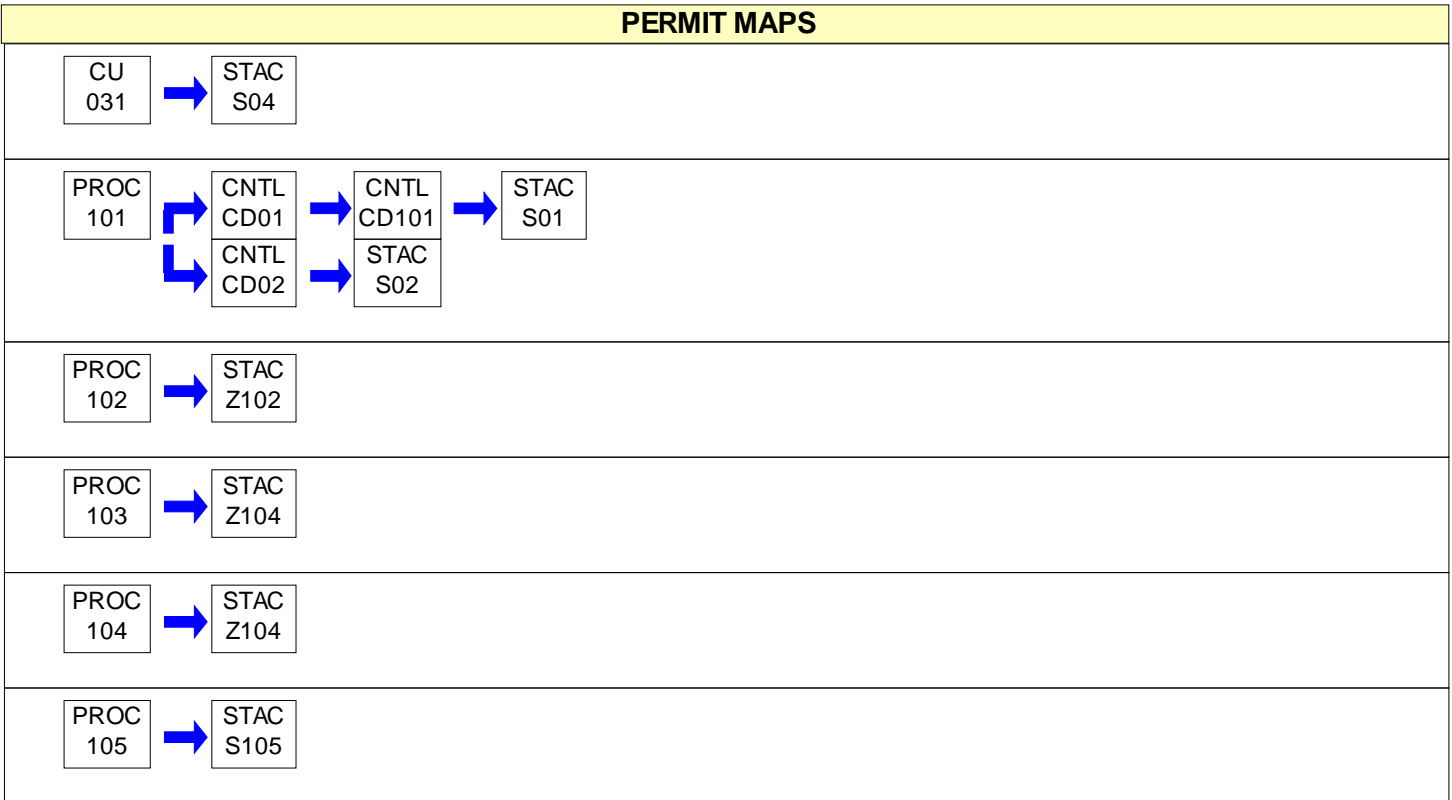 PERMIT MAPS
CU
031
STAC
S04
PROC
101
CNTL
CD01
CNTL
CD101
STAC
S01
CNTL
CD02
STAC
S02
PROC
102
STAC
Z102
PROC
103
STAC
Z104
PROC
104
STAC
Z104
PROC
105
STAC
S105